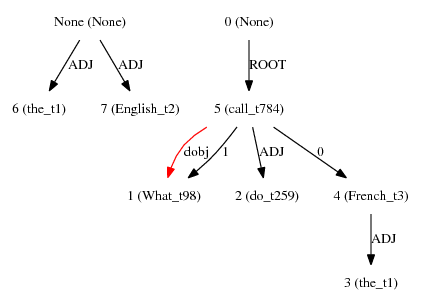 None (None) 0 (None)
ADJ ADJ ROOT
6 (the_t1) 7 (English_t2) 5 (call_t784)
dobj 1 ADJ 0
1 (What_t98) 2 (do_t259) 4 (French_t3)
ADJ
3 (the_t1)